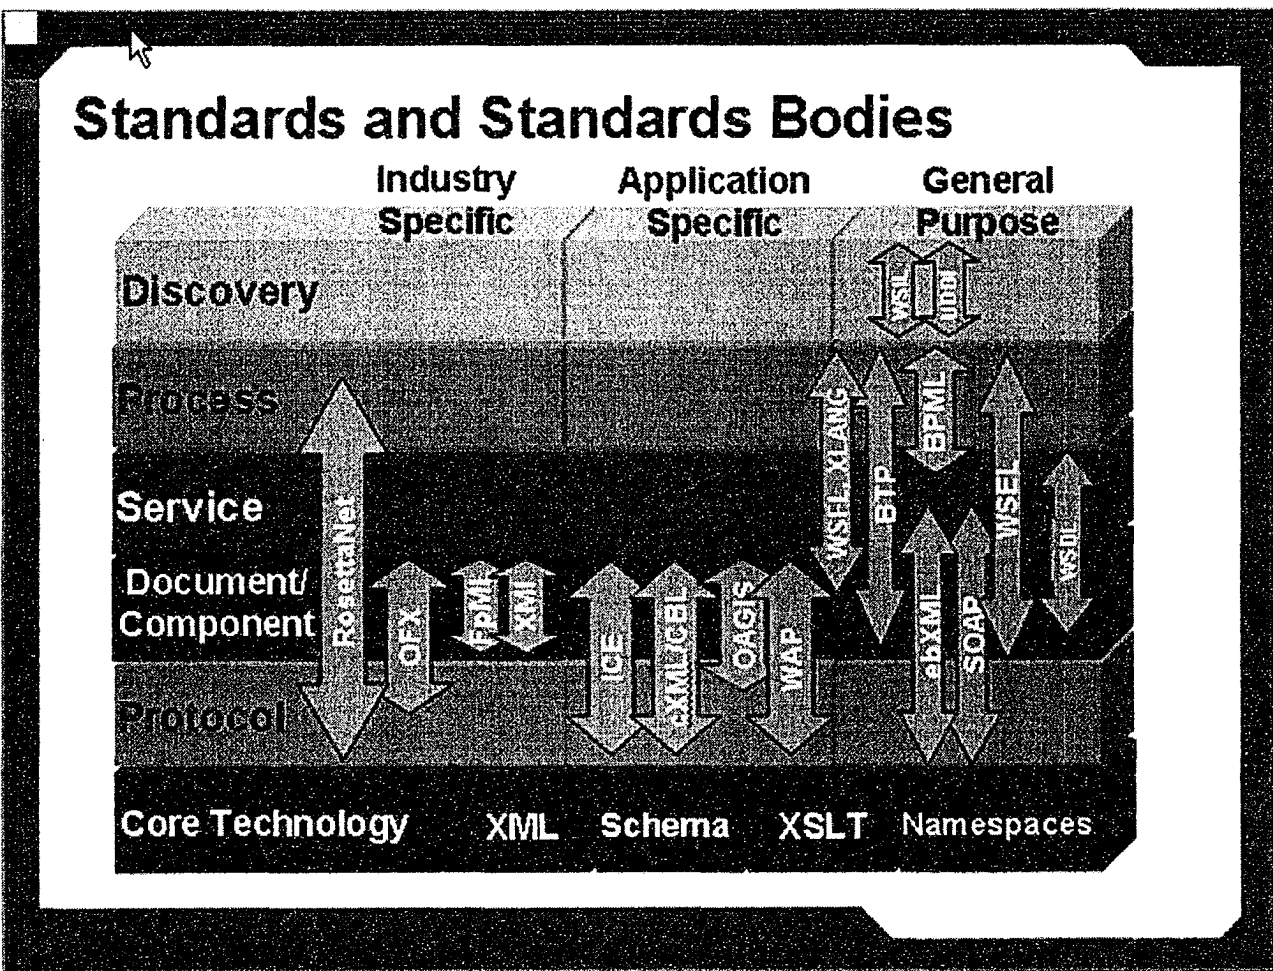 Standards and Standards Bodies
Industry Specific
Application Specific
General Purpose
Discovery
WSIL
UDDI
Process
Service
Document/
Component
Protocol
RosettaNet
OFX
FpML
XMI
ICE
cXML/CBL
OAGIS
WAP
WSFL, XLANG
BTP
BPML
ebXML
SOAP
WSEL
WSDL
Core Technology XML Schema XSLT Namespaces